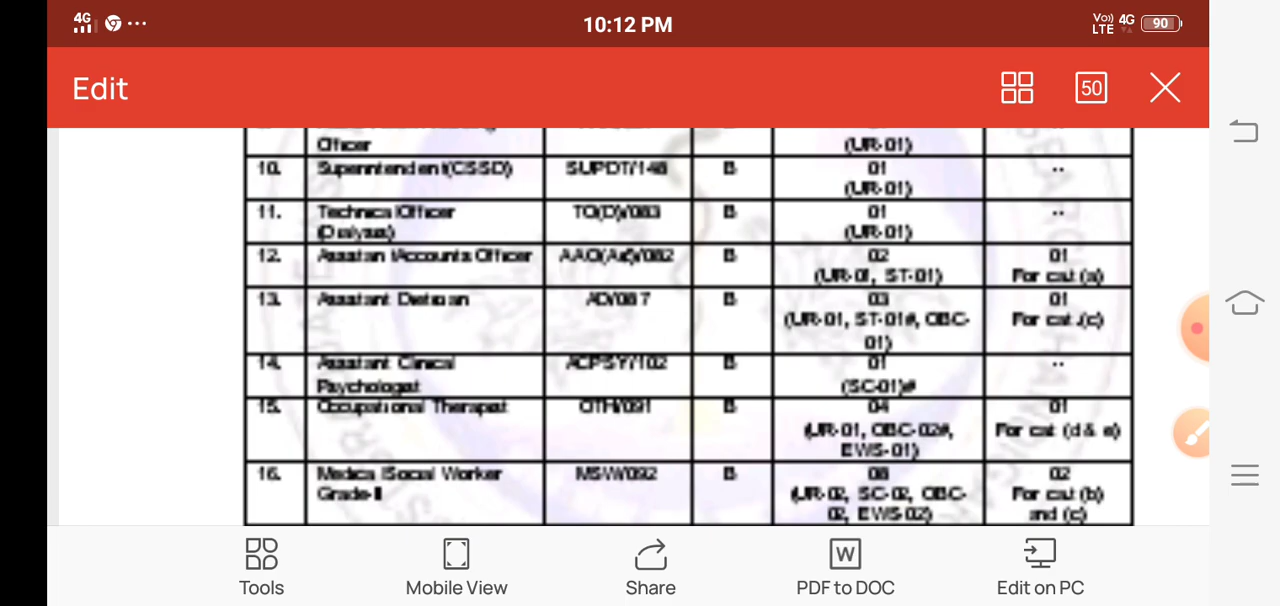 4G
10:12 PM
Vo)) 4G
LTE
90
Edit
50
Officer
(UR-01)
10. Superintendent(CSSD) SUPDT/148 B 01
(UR-01) --
11. Technical Officer TO(D)/083 B 01 --
(Dialysis) (UR-01)
12. Assistant Accounts Officer AAO(Ad)/082 B 02 01
(UR-01, ST-01) For cat (a)
13. Assistant Dietician AD/087 B 03 01
(UR-01, ST-01#, OBC- For cat .(c)
01)
14. Assistant Clinical ACPSY/102 B 01 --
Psychologist (SC-01)#
15. Occupational Therapist OTH/091 B 04 01
(UR-01, OBC-02#, For cat (d & e)
EWS-01)
16. Medical Social Worker MSW/092 B 08 02
Grade-II (UR-02, SC-02, OBC- For cat (b)
02, EWS-02) and (c)
Tools
Mobile View
Share
W
PDF to DOC
Edit on PC